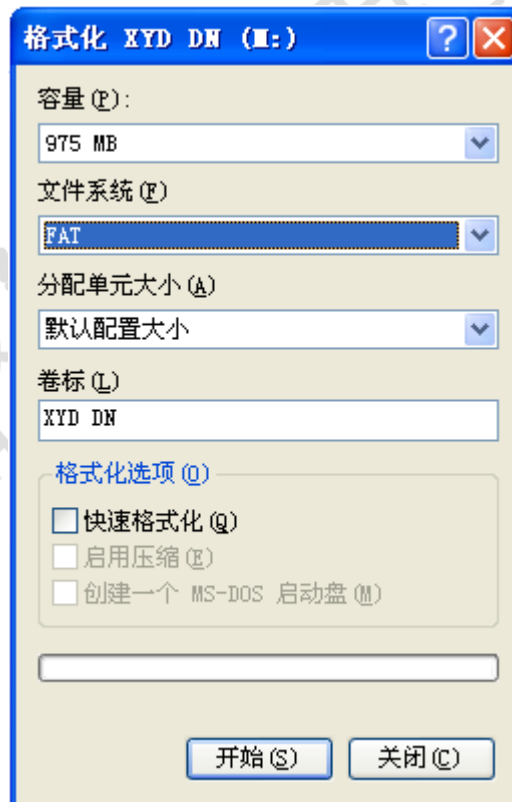 格式化 XYD DN (M:)
容量(P):
975 MB
文件系统(F)
FAT
分配单元大小(A)
默认配置大小
卷标(L)
XYD DN
格式化选项(O)
快速格式化(Q)
启用压缩(E)
创建一个 MS-DOS 启动盘(M)
开始(S) 关闭(C)